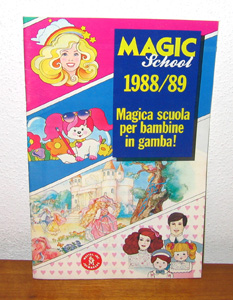 MAGIC
School
1988/89
Magica scuola
per bambine
in gamba!